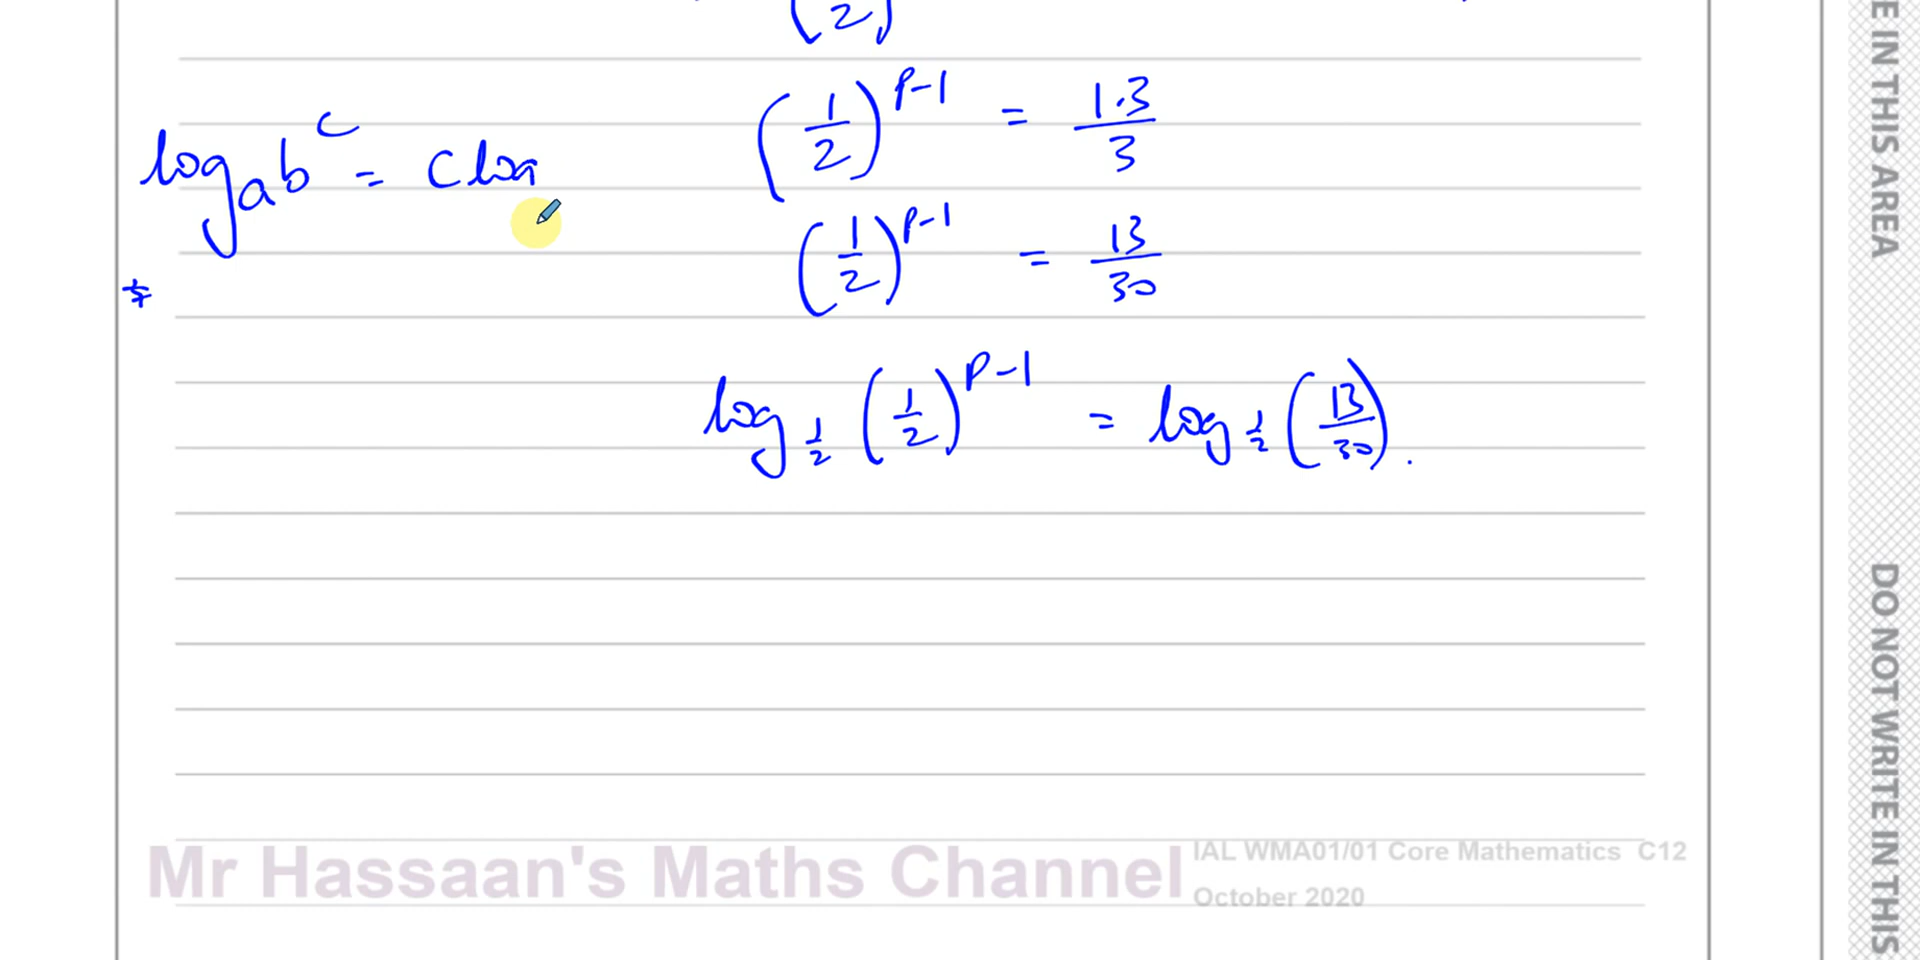 (1/2)^(p-1) = 1.3/3
log_a b^c = c log
(1/2)^(p-1) = 13/30
log_(1/2) (1/2)^(p-1) = log_(1/2) (13/30).
Mr Hassaan's Maths Channel
IAL WMA01/01 Core Mathematics C12
October 2020
E IN THIS AREA
DO NOT WRITE IN THIS